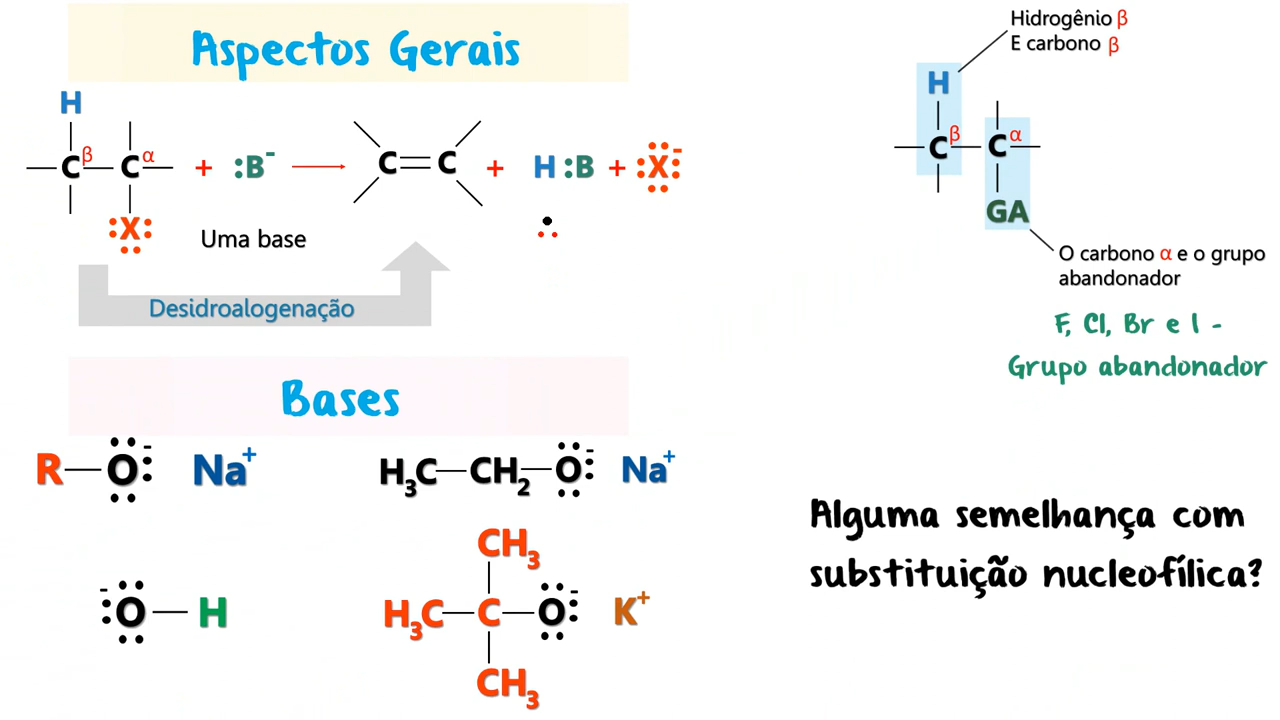 Aspectos Gerais
H
C β C α X + :B⁻ → C=C + H :B + X⁻
Uma base
Desidroalogenação
Bases
R—O⁻ Na⁺
H₃C—CH₂—O⁻ Na⁺
⁻O—H
CH₃
H₃C—C—O⁻ K⁺
CH₃
Hidrogênio β
E carbono β
H
C β C α
GA
O carbono α e o grupo
abandonador
F, Cl, Br e I -
Grupo abandonador
Alguma semelhança com
substituição nucleofílica?